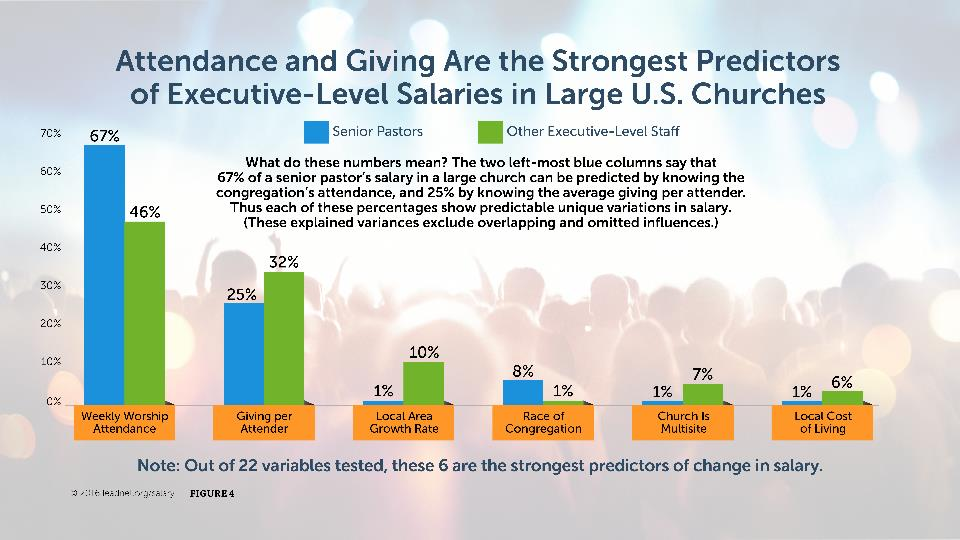 Attendance and Giving Are the Strongest Predictors
of Executive-Level Salaries in Large U.S. Churches
Senior Pastors
Other Executive-Level Staff
What do these numbers mean? The two left-most blue columns say that
67% of a senior pastor's salary in a large church can be predicted by knowing the
congregation's attendance, and 25% by knowing the average giving per attender.
Thus each of these percentages show predictable unique variations in salary.
(These explained variances exclude overlapping and omitted influences.)
70%
60%
50%
40%
30%
20%
10%
0%
67%
46%
25%
32%
1%
10%
8%
1%
1%
7%
1%
6%
Weekly Worship
Attendance
Giving per
Attender
Local Area
Growth Rate
Race of
Congregation
Church Is
Multisite
Local Cost
of Living
Note: Out of 22 variables tested, these 6 are the strongest predictors of change in salary.
© 2016 leadnet.org/salary FIGURE 4